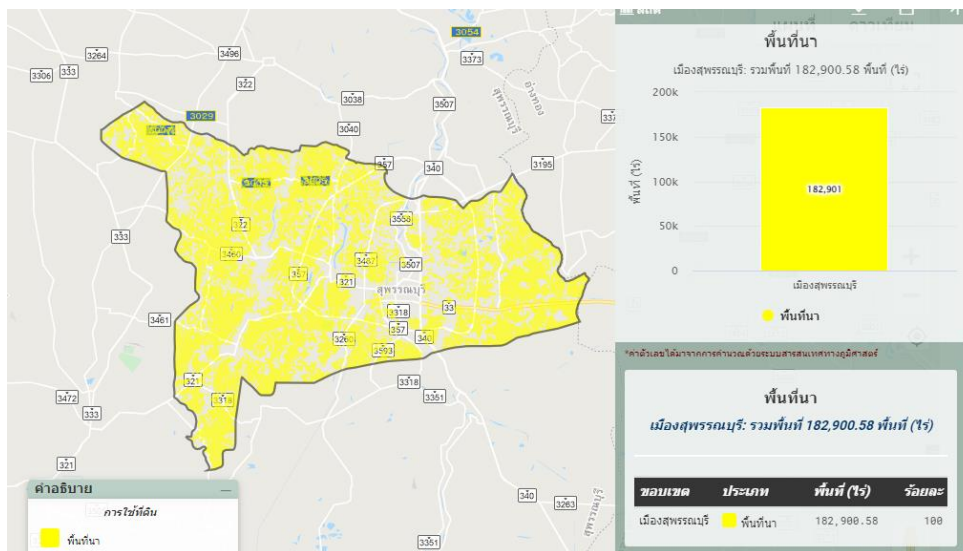 3054
3496
3264
3306
333
322
3373
3038
3507
สุพรรณบุรี
อ่างทอง
3029
3040
357
340
3195
322
3558
333
3460
357
3487
3507
321
สุพรรณบุรี
3318
33
3461
357
340
3260
3593
321
3318
3472
3351
333
3318
321
340
3263
สุพรรณบุรี
3351
คำอธิบาย
การใช้ที่ดิน
พื้นที่นา
พื้นที่นา
เมืองสุพรรณบุรี: รวมพื้นที่ 182,900.58 พื้นที่ (ไร่)
พื้นที่ (ไร่)
200k
150k
100k
50k
0
182,901
เมืองสุพรรณบุรี
พื้นที่นา
*ค่าตัวเลขได้มาจากการคำนวณด้วยระบบสารสนเทศทางภูมิศาสตร์
พื้นที่นา
เมืองสุพรรณบุรี: รวมพื้นที่ 182,900.58 พื้นที่ (ไร่)
ขอบเขต ประเภท พื้นที่ (ไร่) ร้อยละ
เมืองสุพรรณบุรี พื้นที่นา 182,900.58 100